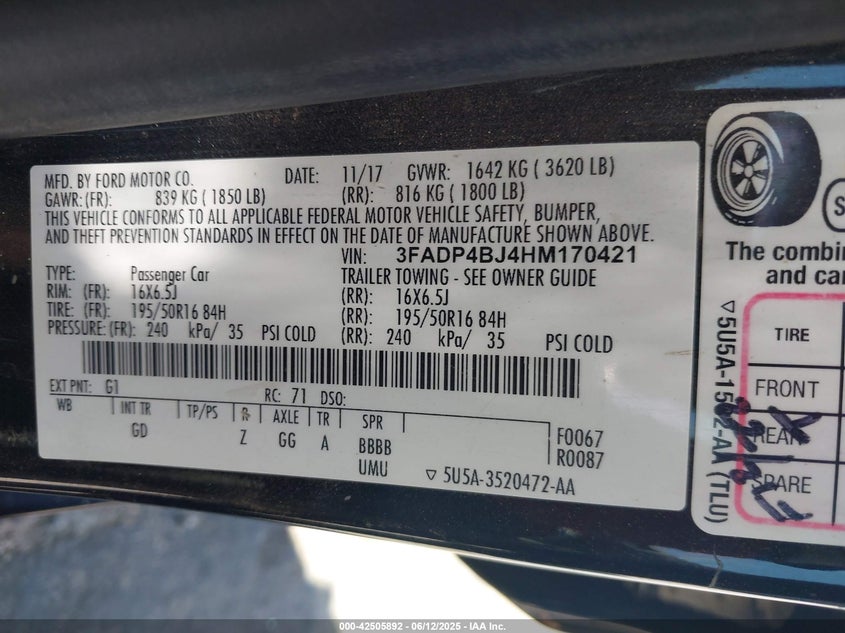 MFD. BY FORD MOTOR CO. DATE: 11/17 GVWR: 1642 KG ( 3620 LB)
GAWR: (FR): 839 KG ( 1850 LB) (RR): 816 KG ( 1800 LB)
THIS VEHICLE CONFORMS TO ALL APPLICABLE FEDERAL MOTOR VEHICLE SAFETY, BUMPER,
AND THEFT PREVENTION STANDARDS IN EFFECT ON THE DATE OF MANUFACTURE SHOWN ABOVE.
VIN: 3FADP4BJ4HM170421
TYPE: Passenger Car TRAILER TOWING - SEE OWNER GUIDE
RIM: (FR): 16X6.5J (RR): 16X6.5J
TIRE: (FR): 195/50R16 84H (RR): 195/50R16 84H
PRESSURE: (FR): 240 kPa/ 35 PSI COLD (RR): 240 kPa/ 35 PSI COLD
EXT PNT: G1 RC: 71 DSO:
WB INT TR TP/PS R AXLE TR SPR
GD Z GG A BBBB F0067
UMU R0087
▽ 5U5A-3520472-AA
The combin
and car
TIRE
FRONT
REAR
SPARE
(TLU)
000-42505892 - 06/12/2025 - IAA Inc.